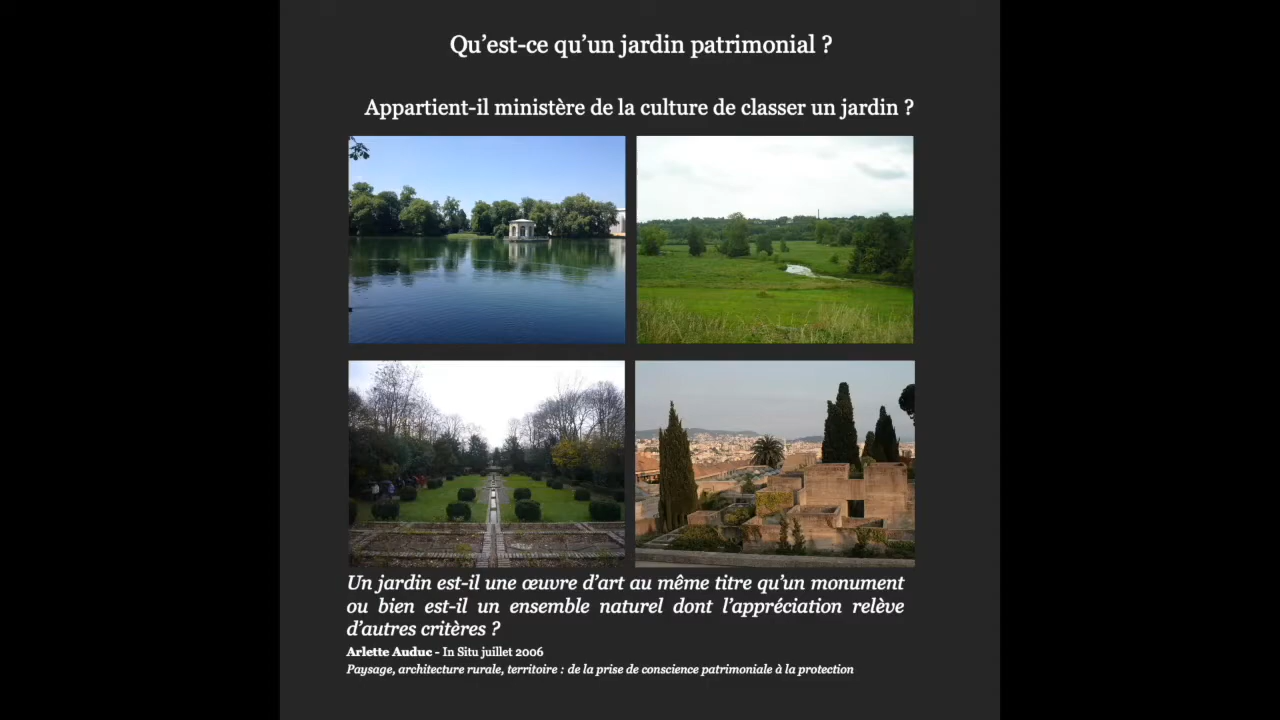 Qu’est-ce qu’un jardin patrimonial ?
Appartient-il ministère de la culture de classer un jardin ?
Un jardin est-il une œuvre d’art au même titre qu’un monument
ou bien est-il un ensemble naturel dont l’appréciation relève
d’autres critères ?
Arlette Auduc - In Situ juillet 2006
Paysage, architecture rurale, territoire : de la prise de conscience patrimoniale à la protection